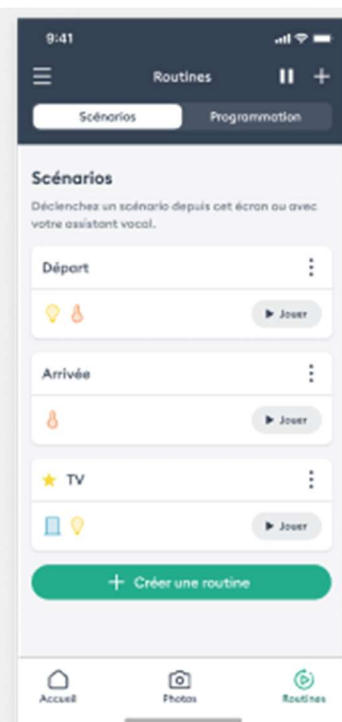 9:41
Routines
Scénarios
Programmation
Scénarios
Déclenchez un scénario depuis cet écran ou avec
votre assistant vocal.
Départ
Jouer
Arrivée
Jouer
TV
Jouer
Créer une routine
Accueil
Photos
Routines